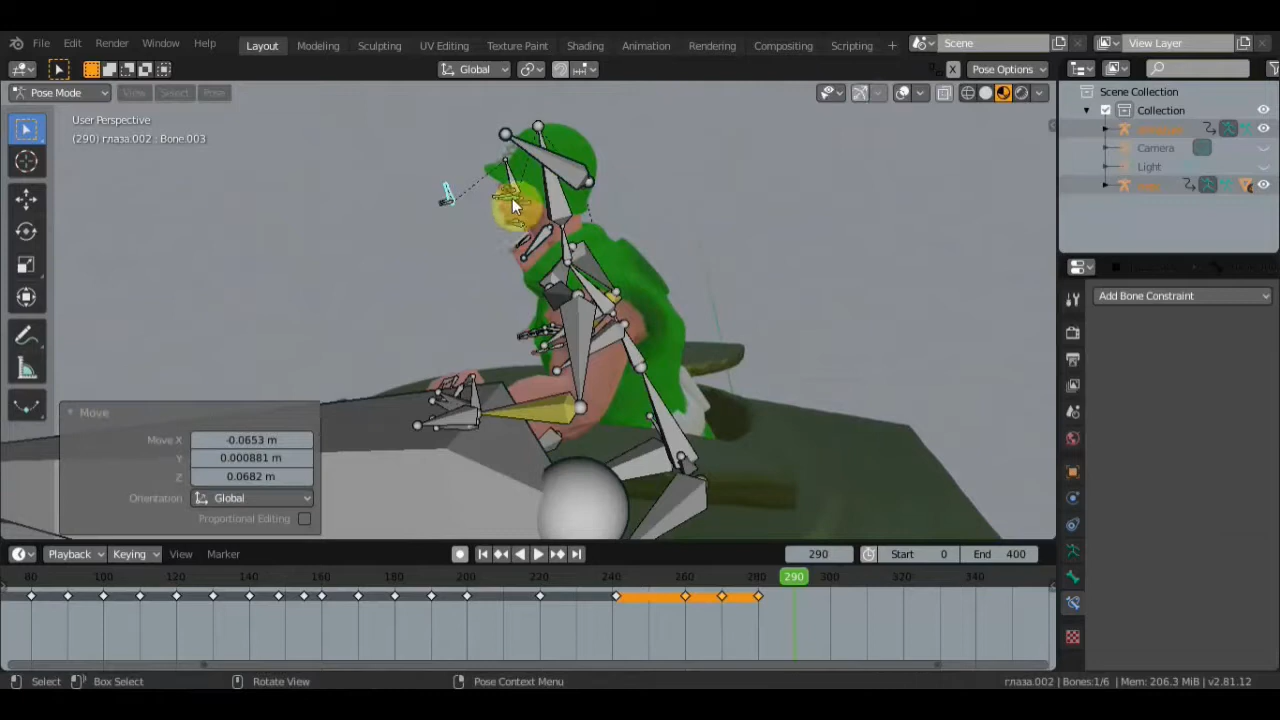 File Edit Render Window Help Layout Modeling Sculpting UV Editing Texture Paint Shading Animation Rendering Compositing Scripting + Scene View Layer
Global X Pose Options
Pose Mode View Select Pose
Scene Collection
Collection
Camera
Light
User Perspective
(290) глаза.002 : Bone.003
Add Bone Constraint
Move
Move X -0.0653 m
Y 0.000881 m
Z 0.0682 m
Orientation Global
Proportional Editing
Playback Keying View Marker 290 Start 0 End 400
80 100 120 140 160 180 200 220 240 260 280 290 300 320 340
Select Box Select Rotate View Pose Context Menu глаза.002 | Bones:1/6 | Mem: 206.3 MiB | v2.81.12